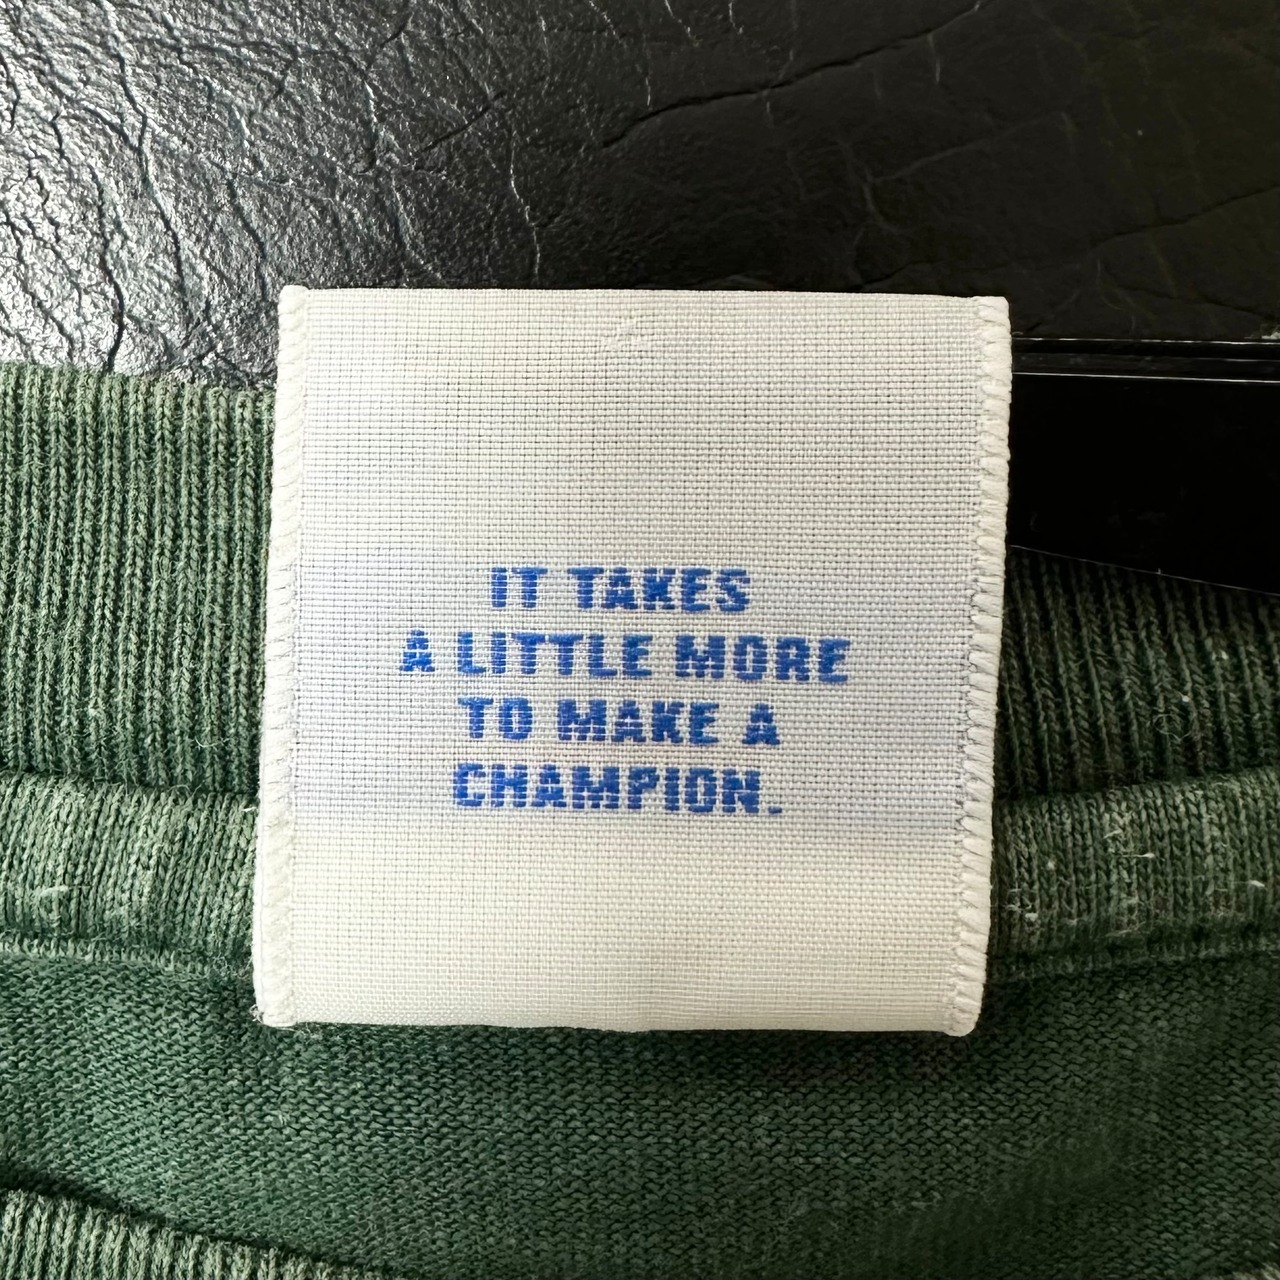 IT TAKES
A LITTLE MORE
TO MAKE A
CHAMPION.